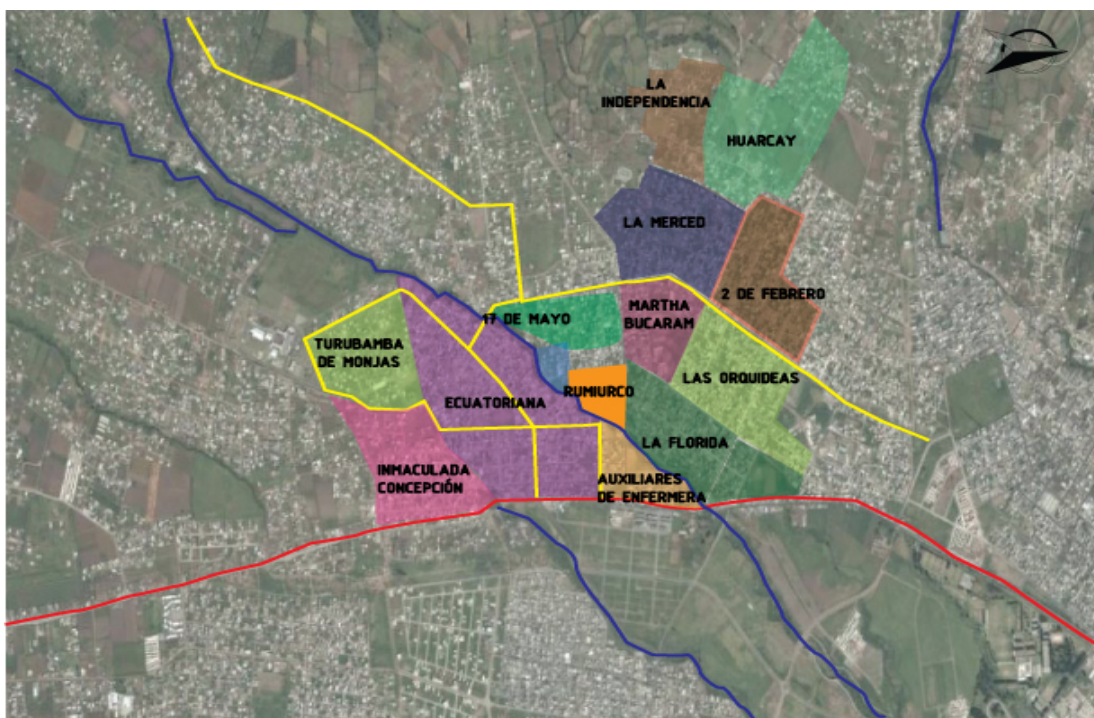 LA
INDEPENDENCIA
HUARCAY
LA MERCED
2 DE FEBRERO
17 DE MAYO
MARTHA
BUCARAM
TURUBAMBA
DE MONJAS
LAS ORQUIDEAS
RUMIURCO
ECUATORIANA
LA FLORIDA
INMACULADA
CONCEPCIÓN
AUXILIARES
DE ENFERMERA